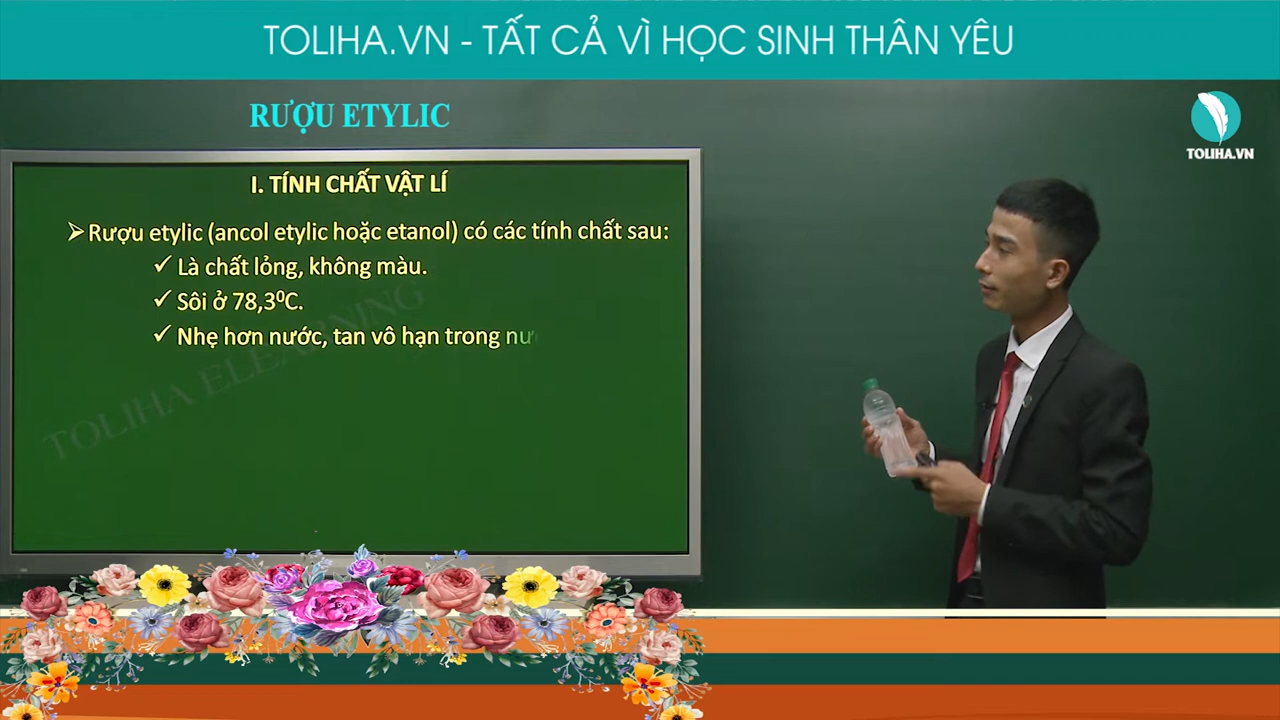 TOLIHA.VN - TẤT CẢ VÌ HỌC SINH THÂN YÊU
RƯỢU ETYLIC
TOLIHA.VN
I. TÍNH CHẤT VẬT LÍ
➢Rượu etylic (ancol etylic hoặc etanol) có các tính chất sau:
✓ Là chất lỏng, không màu.
✓ Sôi ở 78,3⁰C.
✓ Nhẹ hơn nước, tan vô hạn trong nư
TOLIHA ELEARNING